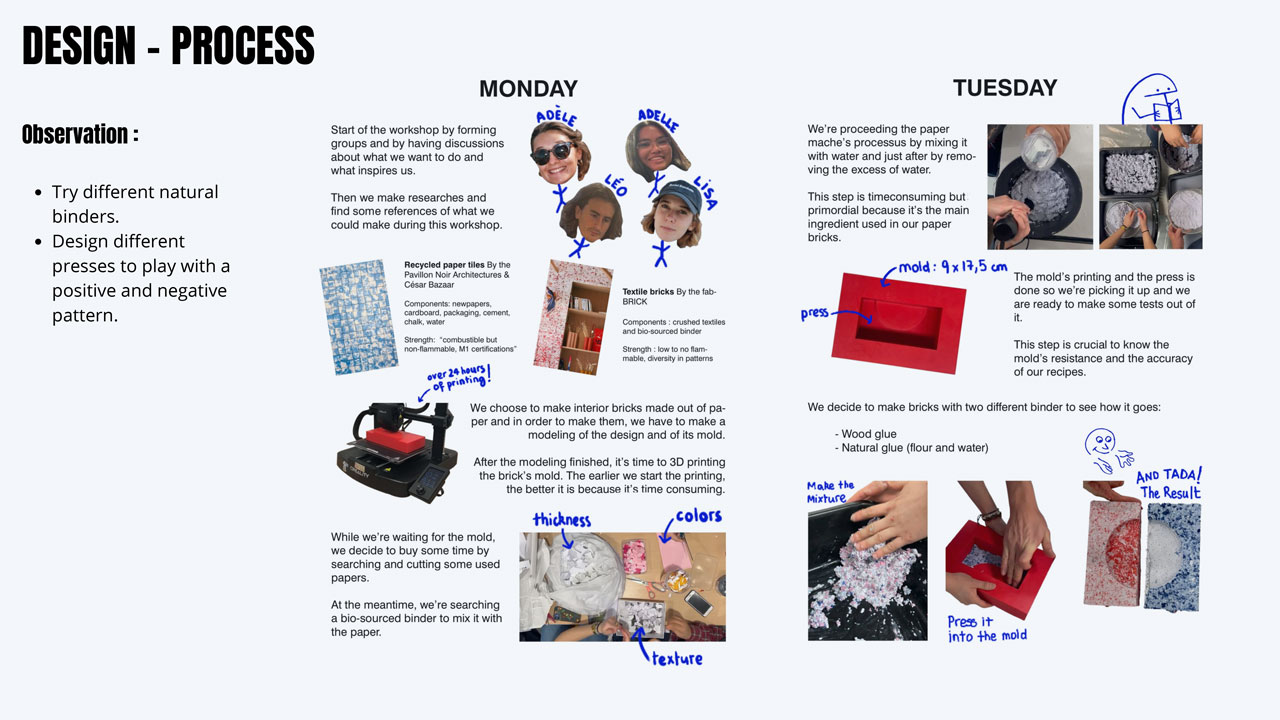 DESIGN - PROCESS
Observation :
• Try different natural
binders.
• Design different
presses to play with a
positive and negative
pattern.
MONDAY
Start of the workshop by forming
groups and by having discussions
about what we want to do and
what inspires us.
Then we make researches and
find some references of what we
could make during this workshop.
ADÈLE
ADELLE
LÉO
LISA
Recycled paper tiles By the
Pavillon Noir Architectures &
César Bazaar
Components: newpapers,
cardboard, packaging, cement,
chalk, water
Strength: "combustible but
non-flammable, M1 certifications"
Textile bricks By the fab-
BRICK
Components : crushed textiles
and bio-sourced binder
Strength : low to no flam-
mable, diversity in patterns
over 24 hours
of printing!
We choose to make interior bricks made out of pa-
per and in order to make them, we have to make a
modeling of the design and of its mold.
After the modeling finished, it's time to 3D printing
the brick's mold. The earlier we start the printing,
the better it is because it's time consuming.
While we're waiting for the mold,
we decide to buy some time by
searching and cutting some used
papers.
At the meantime, we're searching
a bio-sourced binder to mix it with
the paper.
thickness
colors
texture
TUESDAY
We're proceeding the paper
mache's processus by mixing it
with water and just after by remo-
ving the excess of water.
This step is timeconsuming but
primordial because it's the main
ingredient used in our paper
bricks.
mold : 9 x 17,5 cm
press
The mold's printing and the press is
done so we're picking it up and we
are ready to make some tests out of
it.
This step is crucial to know the
mold's resistance and the accuracy
of our recipes.
We decide to make bricks with two different binder to see how it goes:
- Wood glue
- Natural glue (flour and water)
Make the
Mixture
Press it
into the mold
AND TADA!
The Result